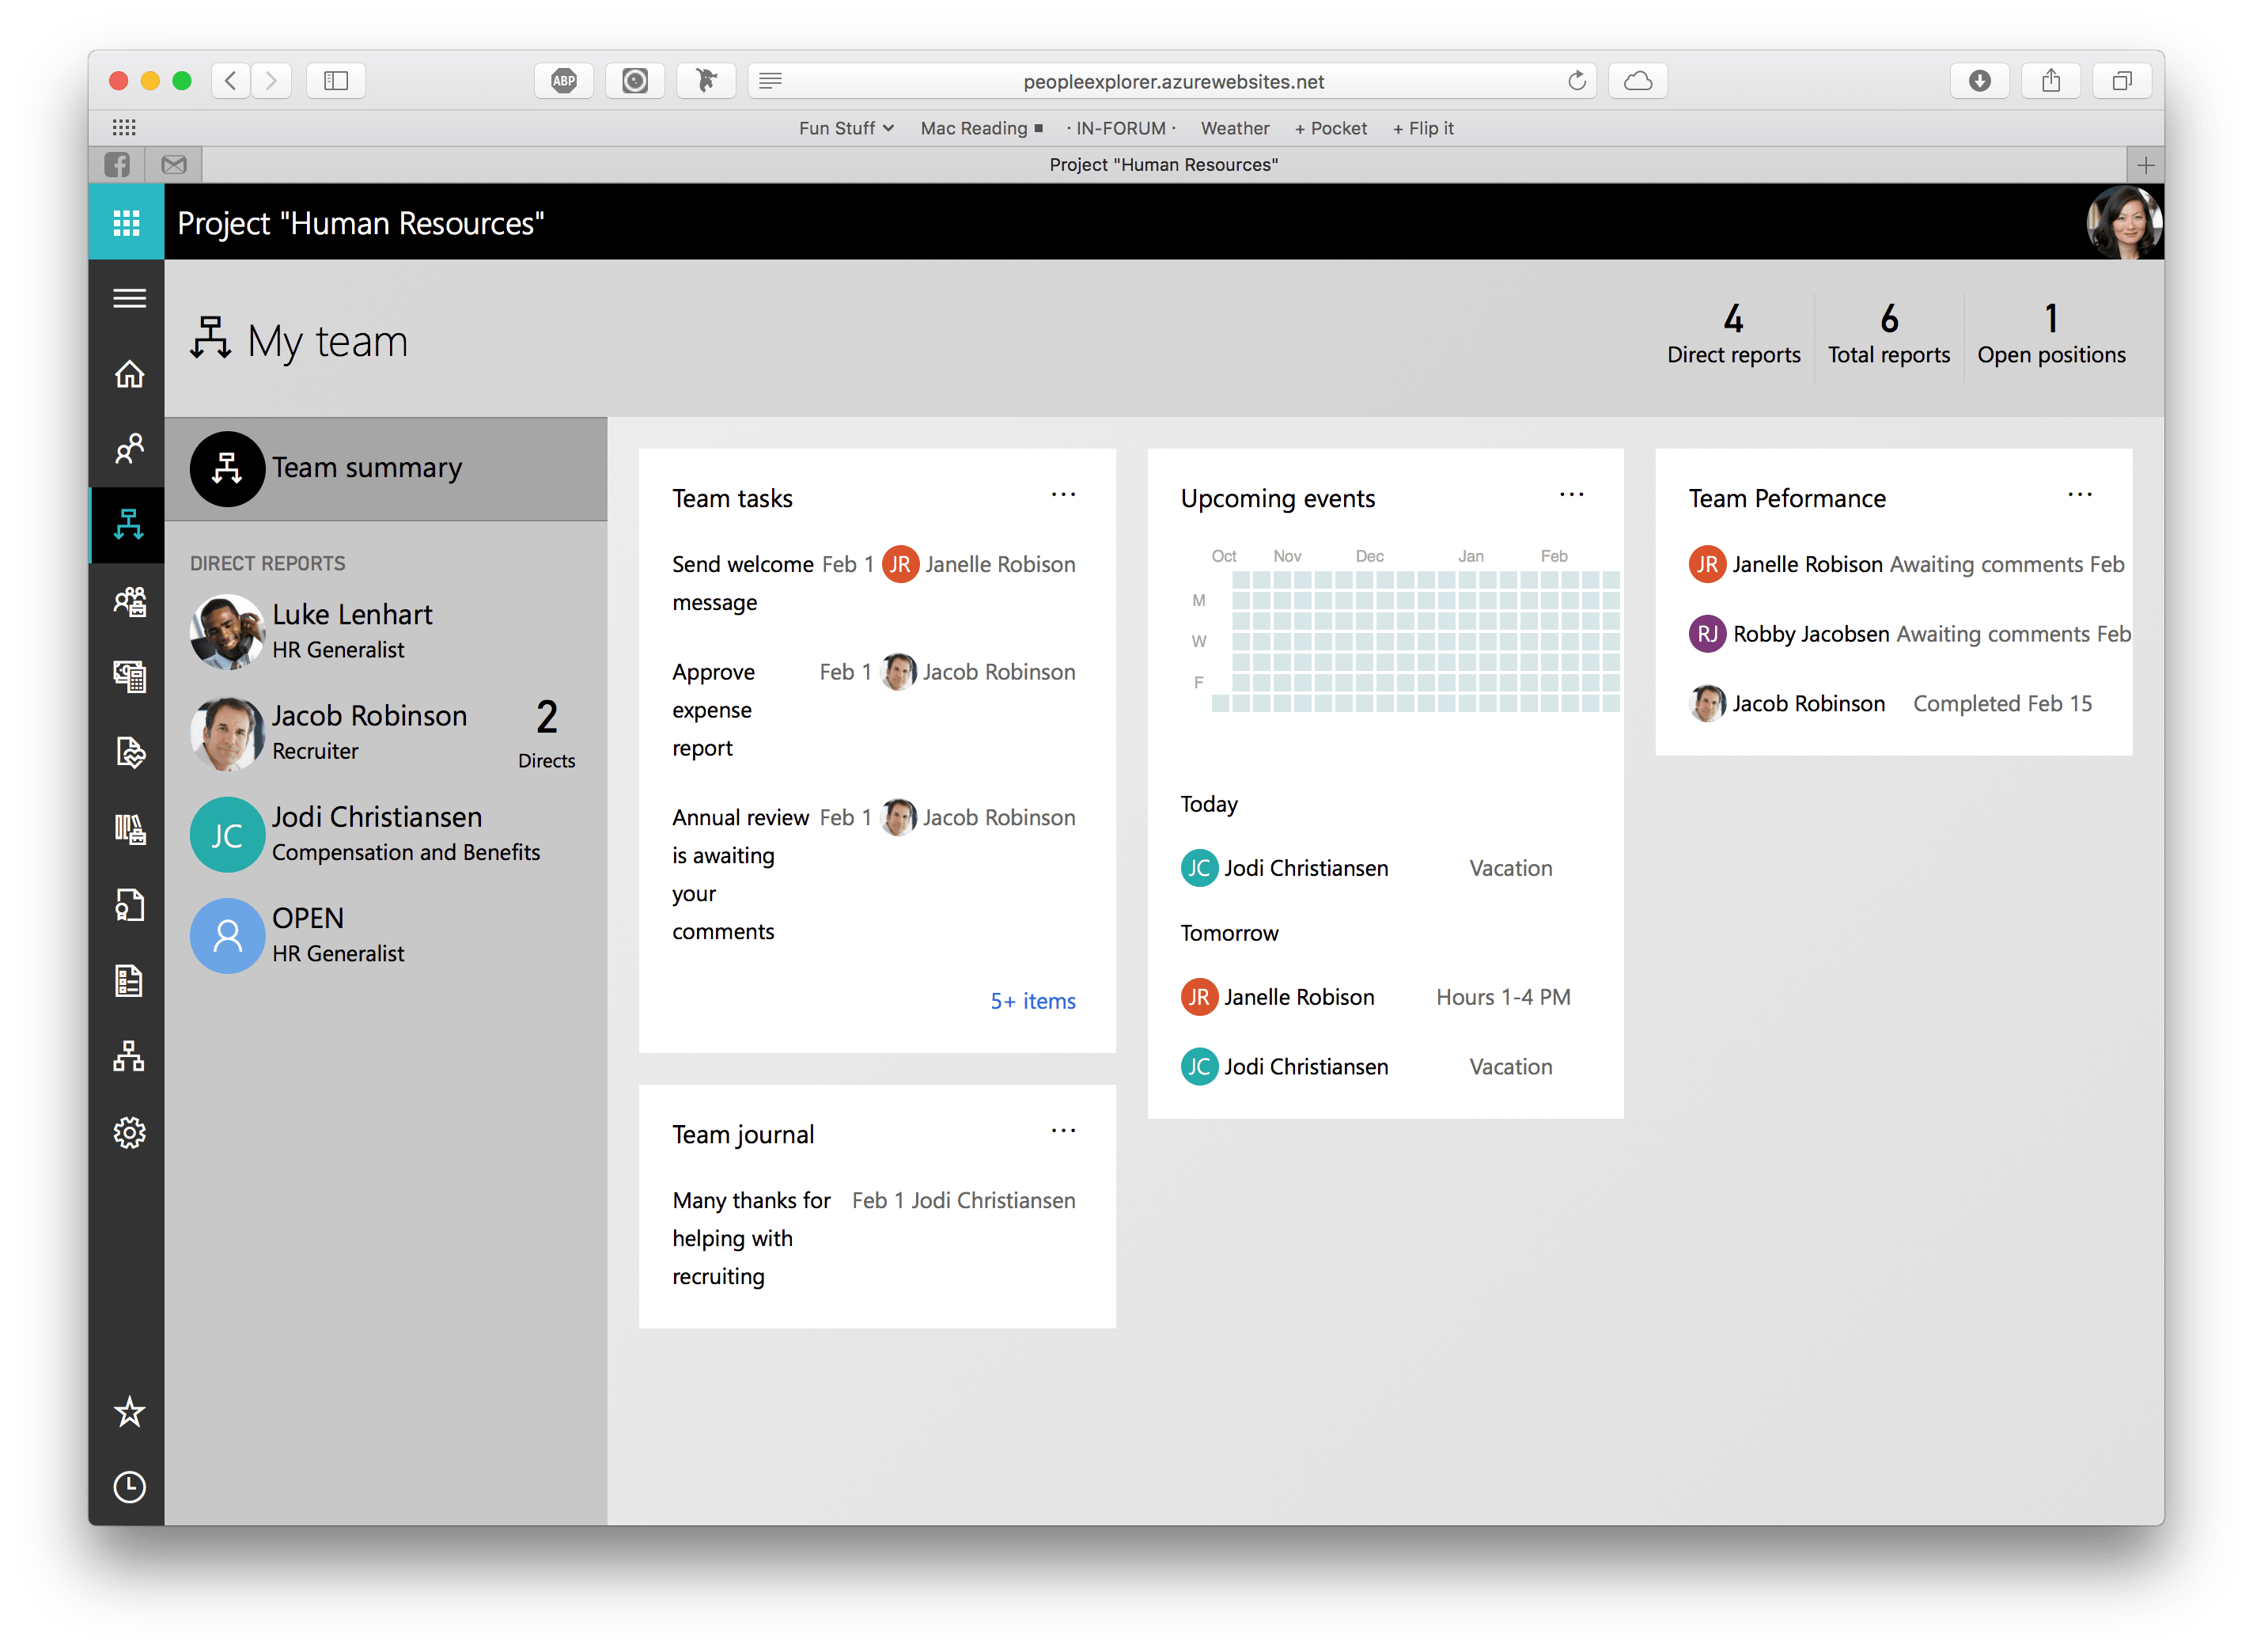 ABP
peopleexplorer.azurewebsites.net
Fun Stuff
Mac Reading
· IN-FORUM ·
Weather
+ Pocket
+ Flip it
Project "Human Resources"
Project "Human Resources"
My team
4
Direct reports
6
Total reports
1
Open positions
Team summary
DIRECT REPORTS
Luke Lenhart
HR Generalist
Jacob Robinson
Recruiter
2
Directs
JC
Jodi Christiansen
Compensation and Benefits
OPEN
HR Generalist
Team tasks
Send welcome Feb 1 JR Janelle Robison
message
Approve Feb 1 Jacob Robinson
expense
report
Annual review Feb 1 Jacob Robinson
is awaiting
your
comments
5+ items
Team journal
Many thanks for Feb 1 Jodi Christiansen
helping with
recruiting
Upcoming events
Oct Nov Dec Jan Feb
M
W
F
Today
JC Jodi Christiansen Vacation
Tomorrow
JR Janelle Robison Hours 1-4 PM
JC Jodi Christiansen Vacation
Team Peformance
JR Janelle Robison Awaiting comments Feb
RJ Robby Jacobsen Awaiting comments Feb
Jacob Robinson Completed Feb 15